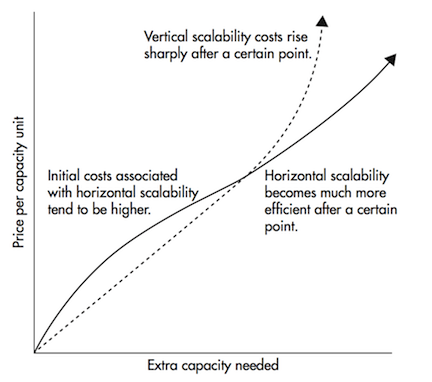 Vertical scalability costs rise
sharply after a certain point.
Price per capacity unit
Initial costs associated
with horizontal scalability
tend to be higher.
Horizontal scalability
becomes much more
efficient after a certain
point.
Extra capacity needed